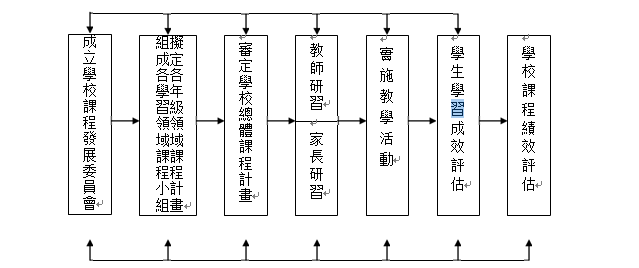 成立學校課程發展委員會
擬定各年級領域課程計畫
組成各學習領域課程小組
審定學校總體課程計畫
教師研習
家長研習
實施教學活動
學生學習成效評估
學校課程績效評估